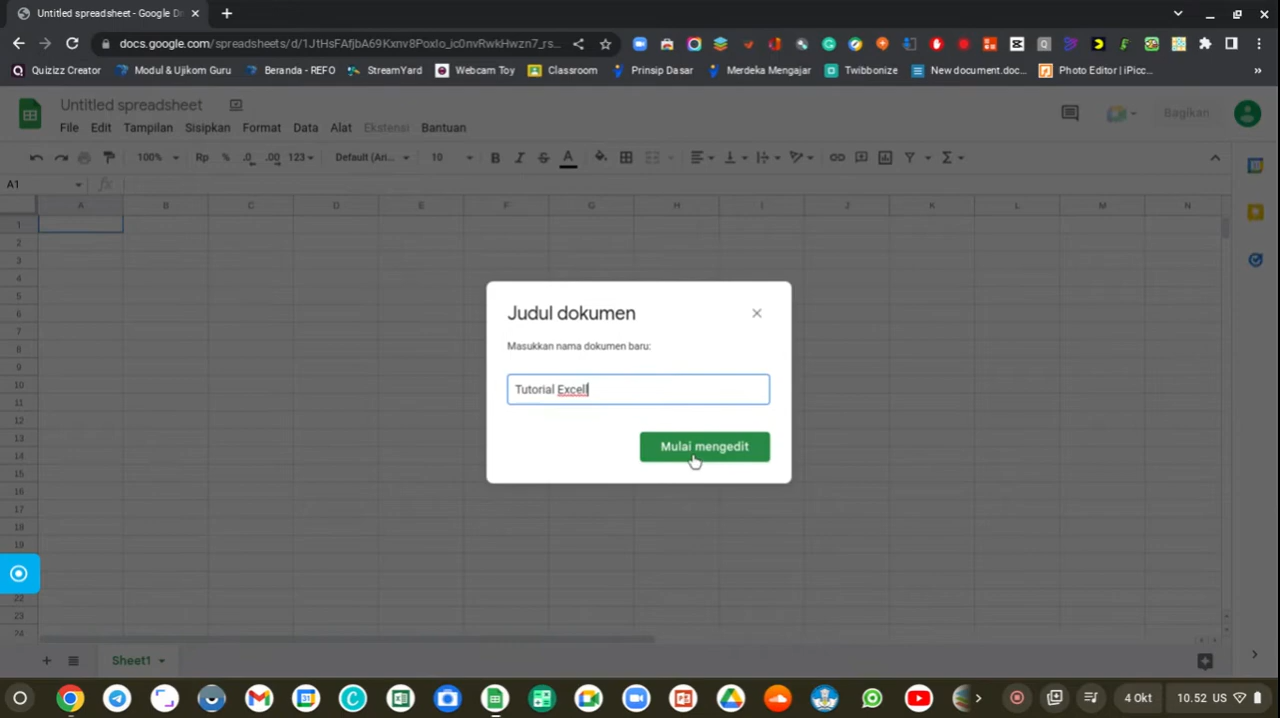 Untitled spreadsheet - Google D
docs.google.com/spreadsheets/d/1JtHsFAfjbA69Kxnv8PoxIo_ic0nvRwkHwzn7_rs...
Quizizz Creator
Modul & Ujikom Guru
Beranda - REFO
StreamYard
Webcam Toy
Classroom
Prinsip Dasar
Merdeka Mengajar
Twibbonize
New document.doc...
Photo Editor | iPicc...
»
Untitled spreadsheet
Bagikan
File Edit Tampilan Sisipkan Format Data Alat Ekstensi Bantuan
100% Rp % .0 .00 123 Default (Ari... 10 B I S A Σ
A1 fx
A B C D E F G H I J K L M N
1
2
3
4
5
6
7
8
9
10
11
12
13
14
15
16
17
18
19
22
23
24
Judul dokumen
Masukkan nama dokumen baru:
Tutorial Excell
Mulai mengedit
Sheet1
4 Okt 10.52 US